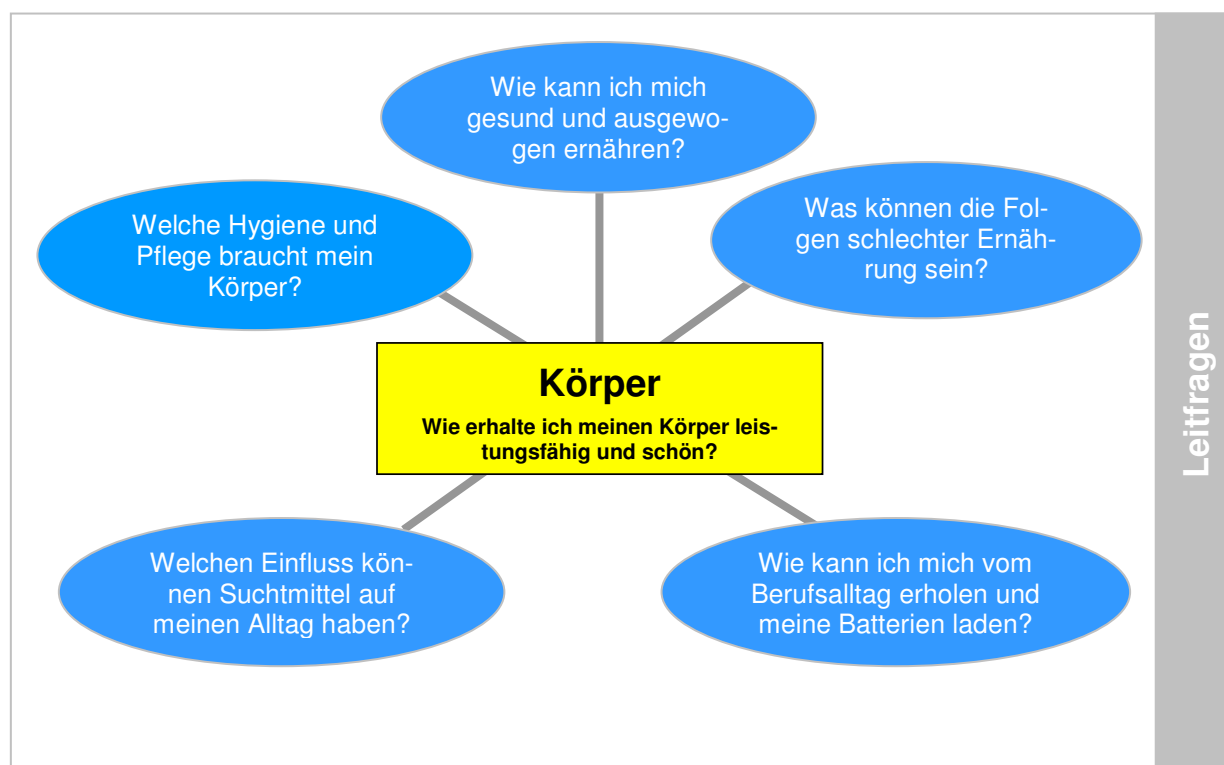 Wie kann ich mich
gesund und ausgewo-
gen ernähren?
Welche Hygiene und
Pflege braucht mein
Körper?
Was können die Fol-
gen schlechter Ernäh-
rung sein?
Körper
Wie erhalte ich meinen Körper leis-
tungsfähig und schön?
Welchen Einfluss kön-
nen Suchtmittel auf
meinen Alltag haben?
Wie kann ich mich vom
Berufsalltag erholen und
meine Batterien laden?
Leitfragen